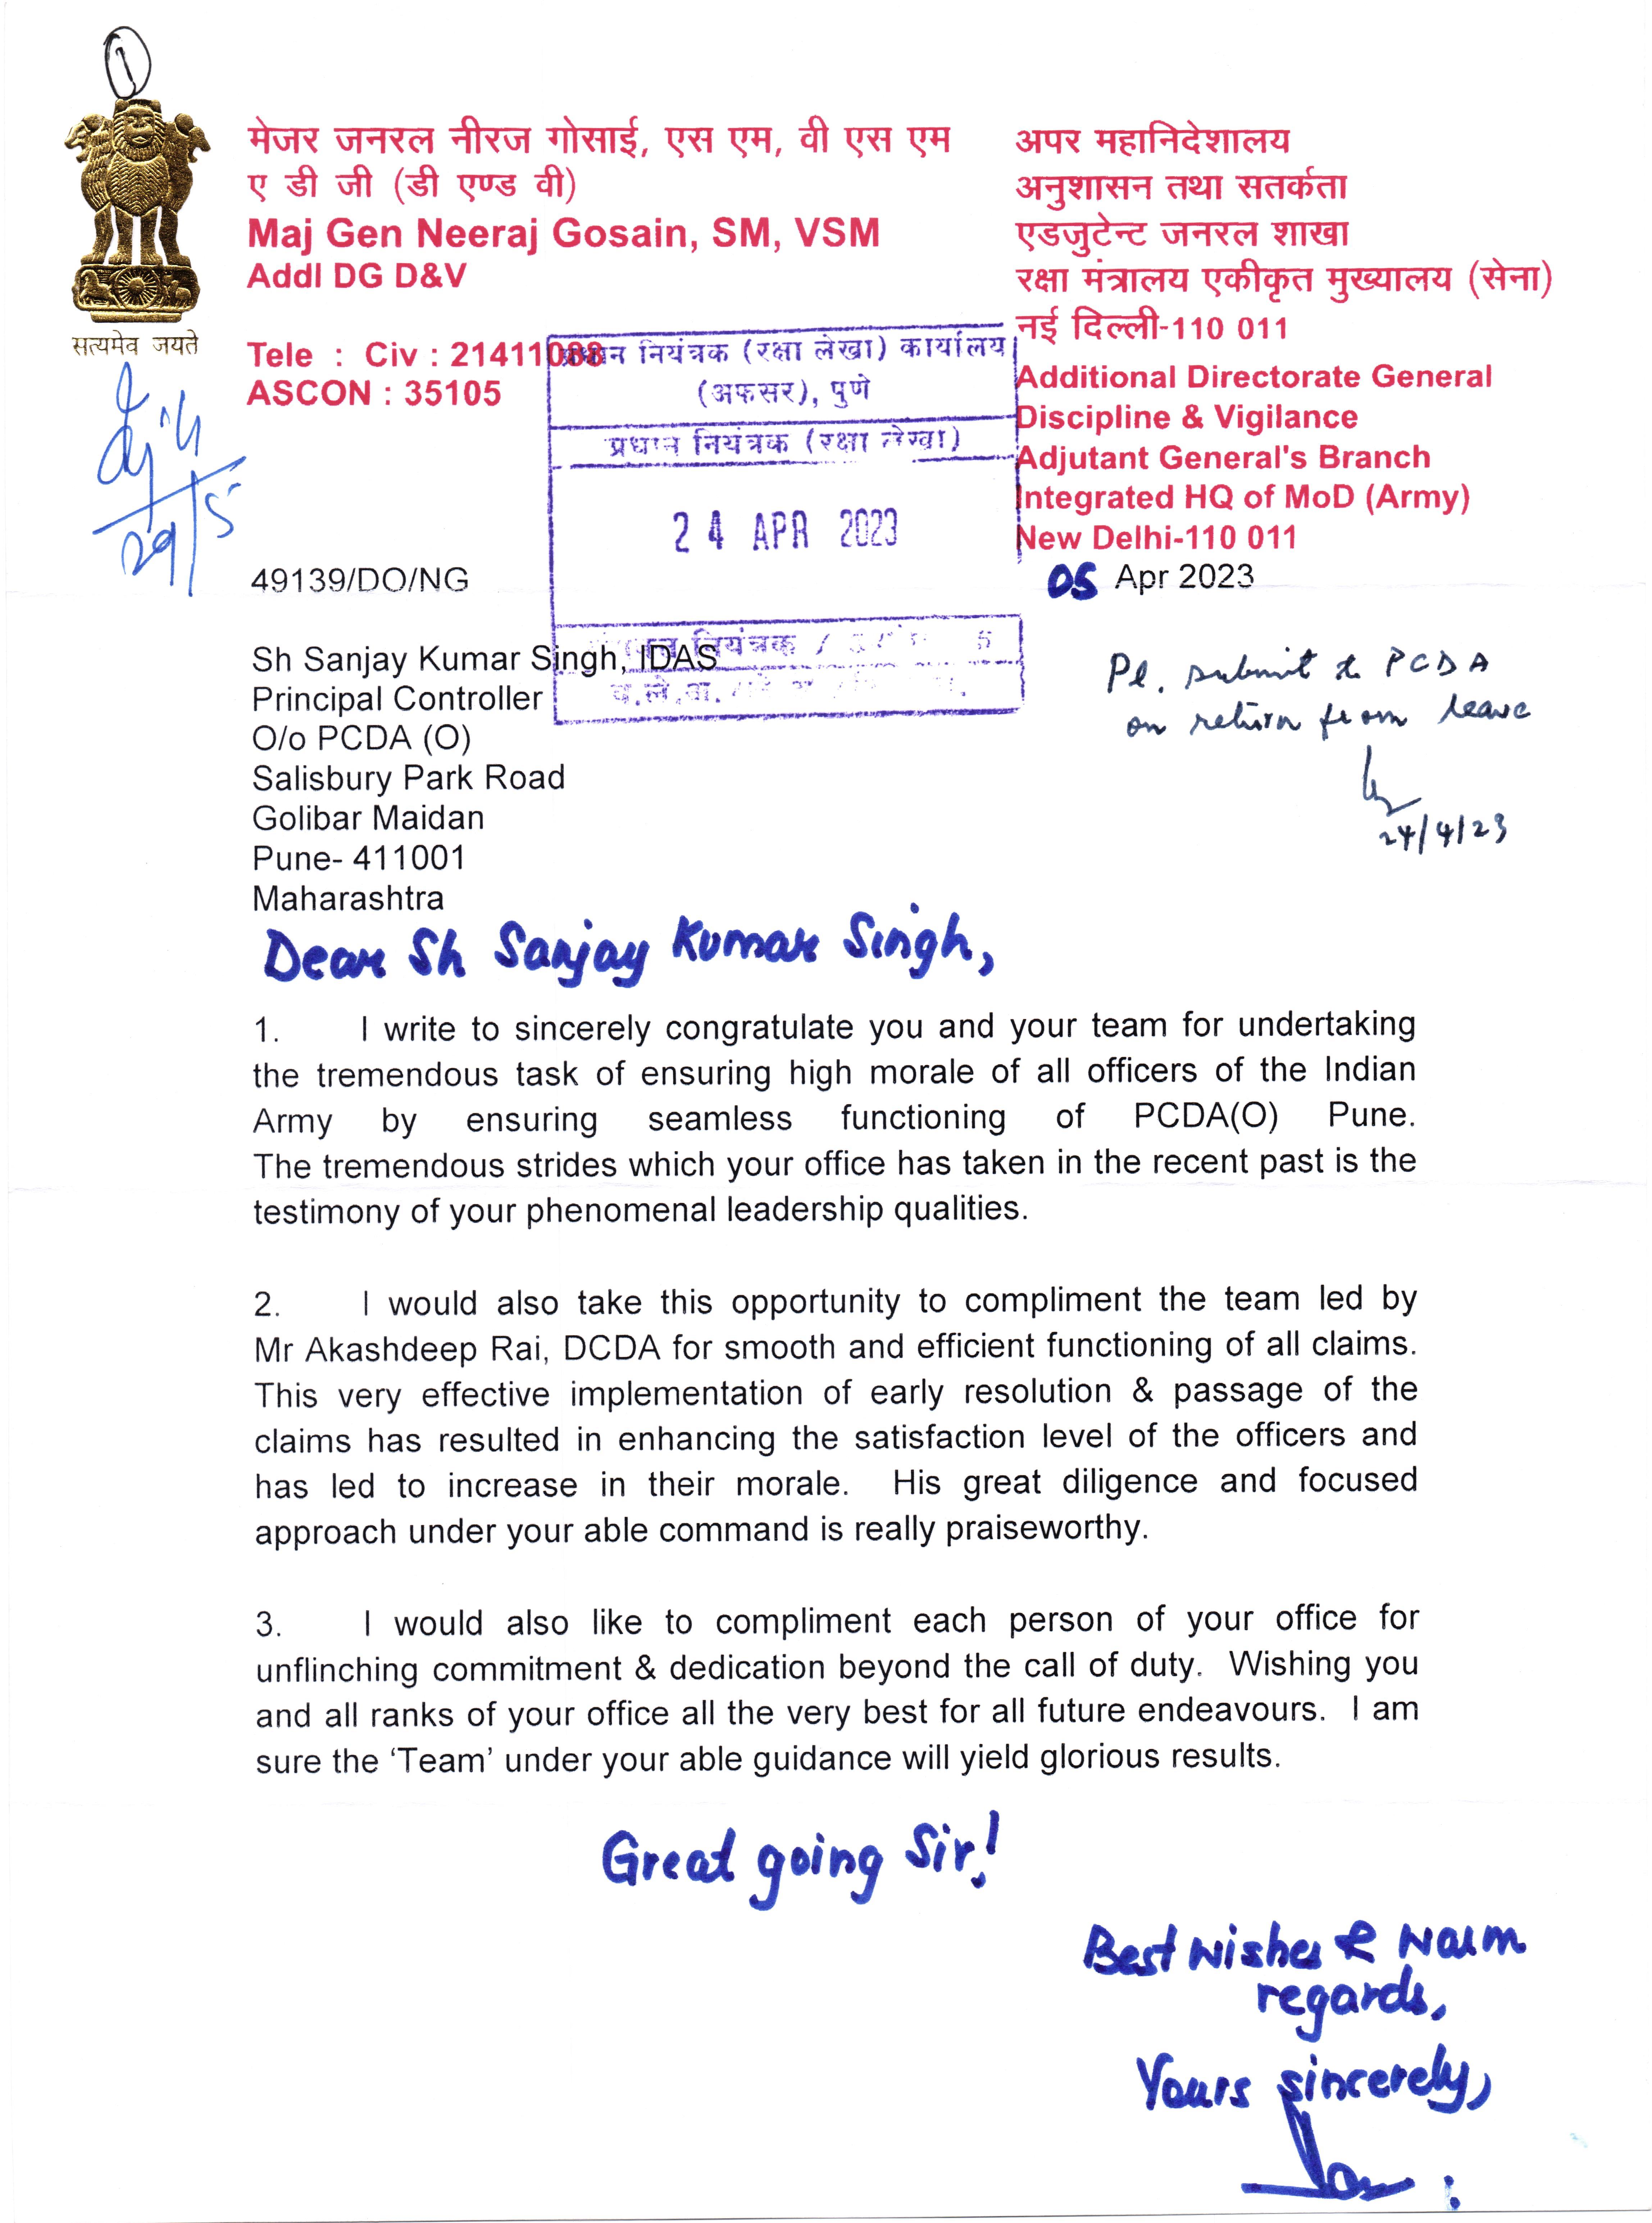 1
मेजर जनरल नीरज गोसाई, एस एम, वी एस एम
ए डी जी (डी एण्ड वी)
Maj Gen Neeraj Gosain, SM, VSM
Addl DG D&V
सत्यमेव जयते
Tele : Civ : 21411088
ASCON : 35105
अपर महानिदेशालय
अनुशासन तथा सतर्कता
एडजुटेन्ट जनरल शाखा
रक्षा मंत्रालय एकीकृत मुख्यालय (सेना)
नई दिल्ली-110 011
Additional Directorate General
Discipline & Vigilance
Adjutant General's Branch
Integrated HQ of MoD (Army)
New Delhi-110 011
प्रधान नियंत्रक (रक्षा लेखा) कार्यालय
(अफसर), पुणे
प्रधान नियंत्रक (रक्षा लेखा)
24 APR 2023
नियंत्रक /
29/5
49139/DO/NG
05 Apr 2023
Sh Sanjay Kumar Singh, IDAS
Principal Controller
O/o PCDA (O)
Salisbury Park Road
Golibar Maidan
Pune- 411001
Maharashtra
Pl. submit to PCDA
on return from leave
24/4/23
Dear Sh Sanjay Kumar Singh,
1. I write to sincerely congratulate you and your team for undertaking
the tremendous task of ensuring high morale of all officers of the Indian
Army by ensuring seamless functioning of PCDA(O) Pune.
The tremendous strides which your office has taken in the recent past is the
testimony of your phenomenal leadership qualities.
2. I would also take this opportunity to compliment the team led by
Mr Akashdeep Rai, DCDA for smooth and efficient functioning of all claims.
This very effective implementation of early resolution & passage of the
claims has resulted in enhancing the satisfaction level of the officers and
has led to increase in their morale. His great diligence and focused
approach under your able command is really praiseworthy.
3. I would also like to compliment each person of your office for
unflinching commitment & dedication beyond the call of duty. Wishing you
and all ranks of your office all the very best for all future endeavours. I am
sure the ‘Team’ under your able guidance will yield glorious results.
Great going Sir!
Best wishes & warm
regards,
Yours sincerely,